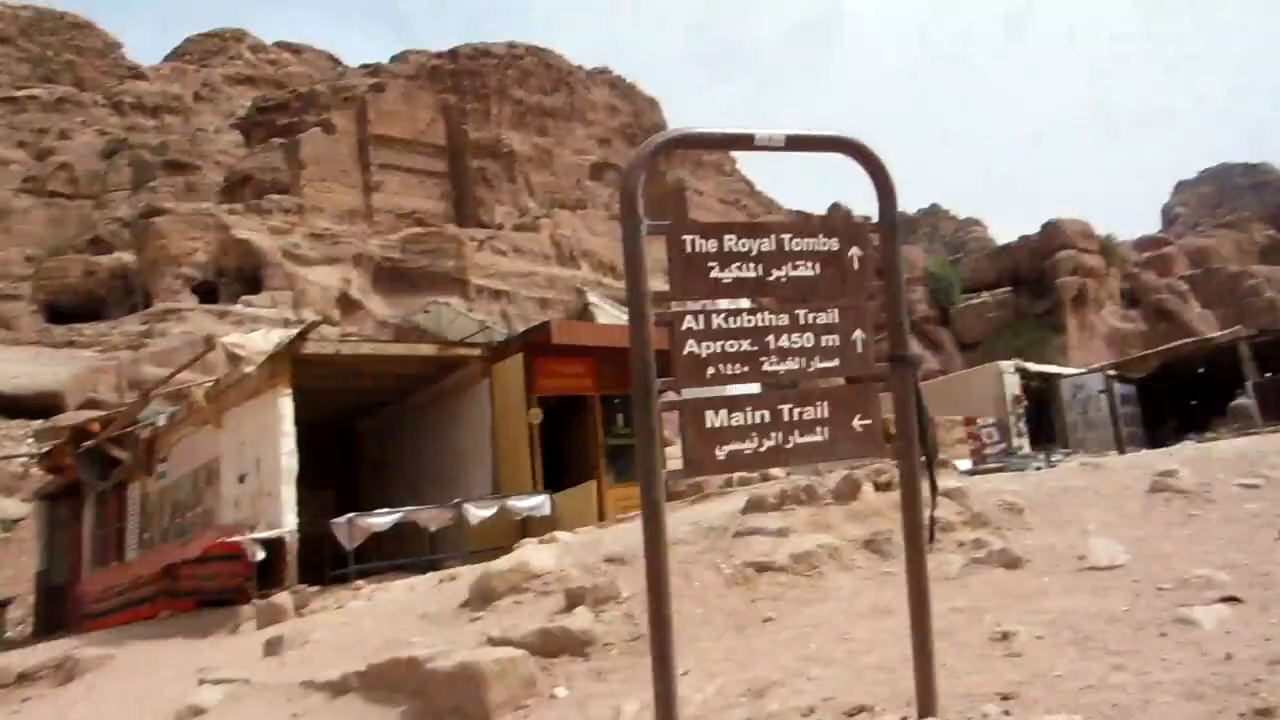 The Royal Tombs ↑
المقابر الملكية
Al Kubtha Trail
Aprox. 1450 m ↑
مسار الخبثة ١٤٥٠ م
Main Trail ←
المسار الرئيسي